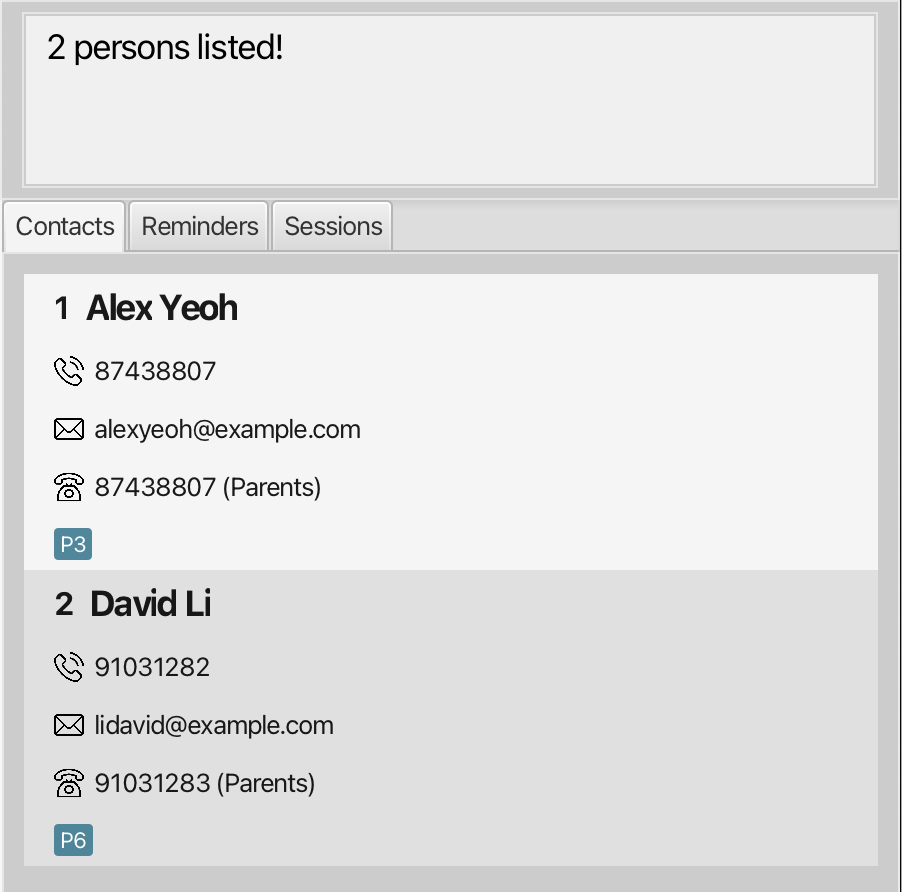 2 persons listed!
Contacts Reminders Sessions
1 Alex Yeoh
87438807
alexyeoh@example.com
87438807 (Parents)
P3
2 David Li
91031282
lidavid@example.com
91031283 (Parents)
P6